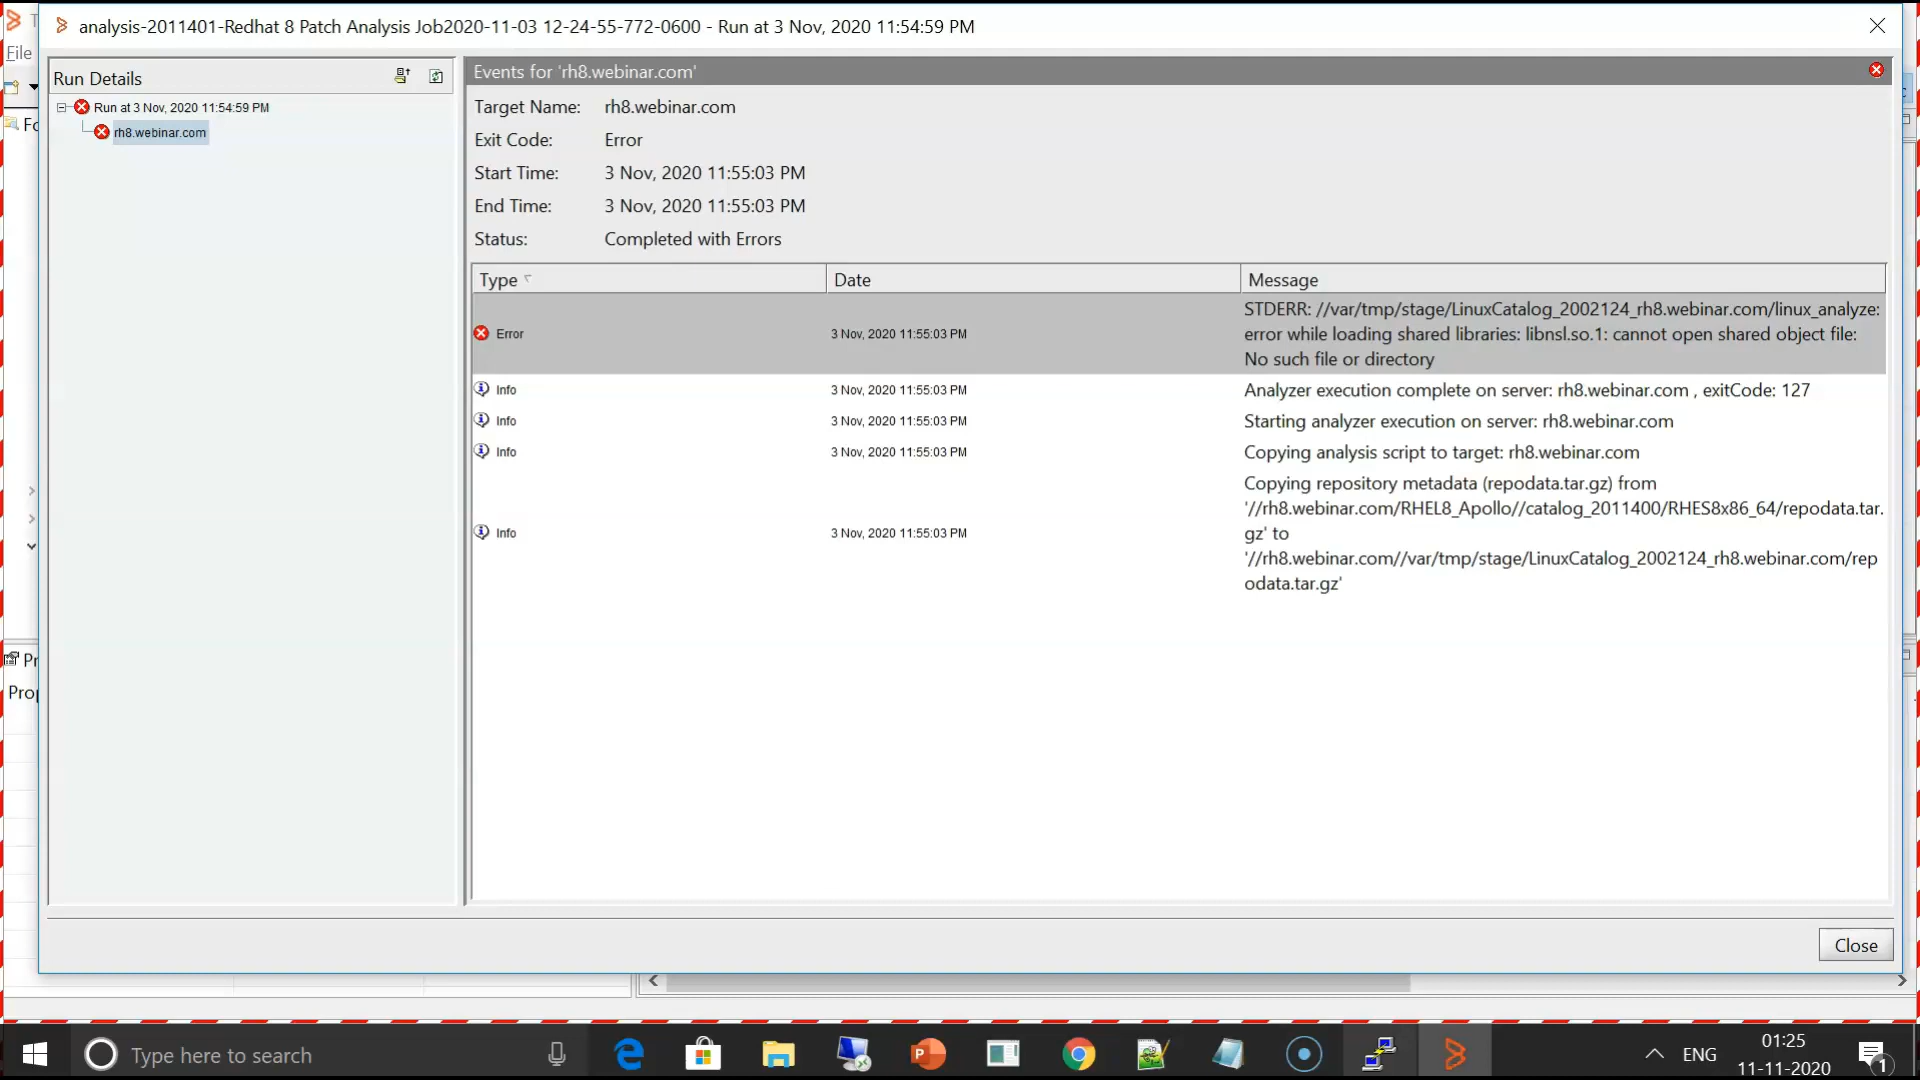 analysis-2011401-Redhat 8 Patch Analysis Job2020-11-03 12-24-55-772-0600 - Run at 3 Nov, 2020 11:54:59 PM
File
Run Details
Run at 3 Nov, 2020 11:54:59 PM
rh8.webinar.com
Events for 'rh8.webinar.com'
Target Name: rh8.webinar.com
Exit Code: Error
Start Time: 3 Nov, 2020 11:55:03 PM
End Time: 3 Nov, 2020 11:55:03 PM
Status: Completed with Errors
Type Date Message
Error 3 Nov, 2020 11:55:03 PM STDERR: //var/tmp/stage/LinuxCatalog_2002124_rh8.webinar.com/linux_analyze:
error while loading shared libraries: libnsl.so.1: cannot open shared object file:
No such file or directory
Info 3 Nov, 2020 11:55:03 PM Analyzer execution complete on server: rh8.webinar.com , exitCode: 127
Info 3 Nov, 2020 11:55:03 PM Starting analyzer execution on server: rh8.webinar.com
Info 3 Nov, 2020 11:55:03 PM Copying analysis script to target: rh8.webinar.com
Info 3 Nov, 2020 11:55:03 PM Copying repository metadata (repodata.tar.gz) from
'//rh8.webinar.com/RHEL8_Apollo//catalog_2011400/RHES8x86_64/repodata.tar.
gz' to
'//rh8.webinar.com//var/tmp/stage/LinuxCatalog_2002124_rh8.webinar.com/rep
odata.tar.gz'
Close
Type here to search
ENG
01:25
11-11-2020
1